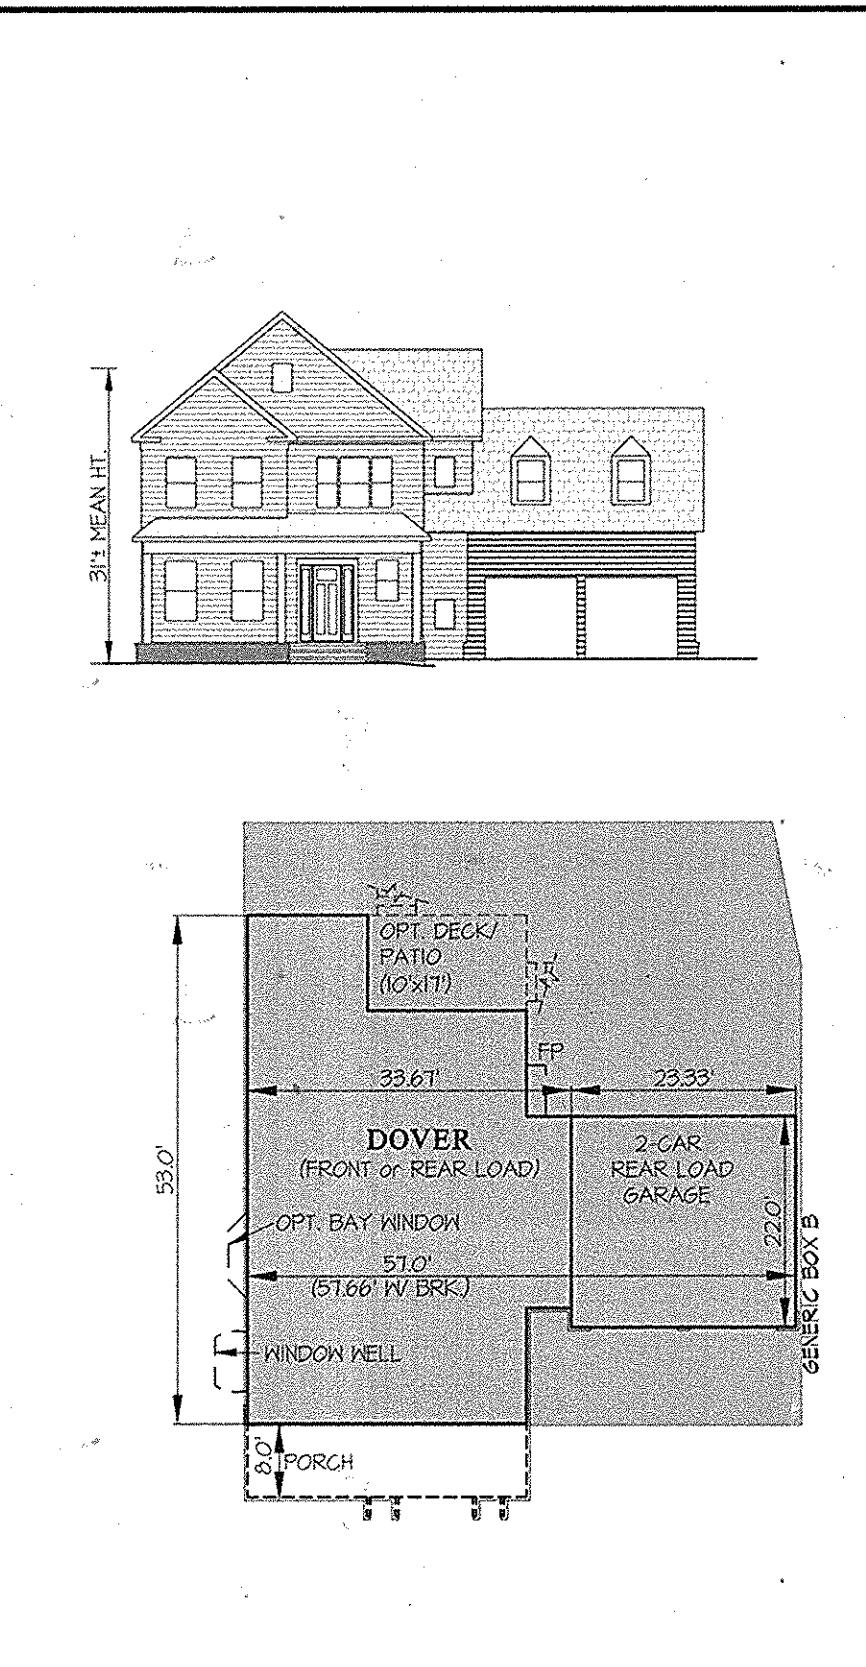 31'± MEAN HT.
OPT. DECK/
PATIO
(10'x17')
FP
33.67'
23.33'
53.0'
DOVER
(FRONT or REAR LOAD)
2-CAR
REAR LOAD
GARAGE
22.0'
OPT. BAY WINDOW
57.0'
(57.66' W/ BRK.)
GENERIC BOX B
WINDOW WELL
8.0'
PORCH